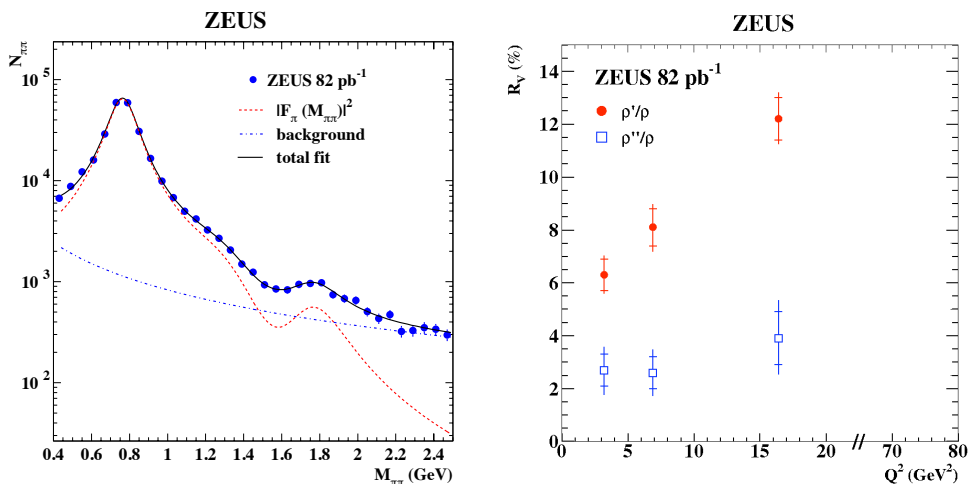 ZEUS
N_ππ
10^5
10^4
10^3
10^2
ZEUS 82 pb^-1
|F_π (M_ππ)|^2
background
total fit
0.4 0.6 0.8 1 1.2 1.4 1.6 1.8 2 2.2 2.4
M_ππ (GeV)
ZEUS
R_V (%)
14
12
10
8
6
4
2
0
ZEUS 82 pb^-1
ρ'/ρ
ρ''/ρ
0 5 10 15 20 // 70 80
Q^2 (GeV^2)